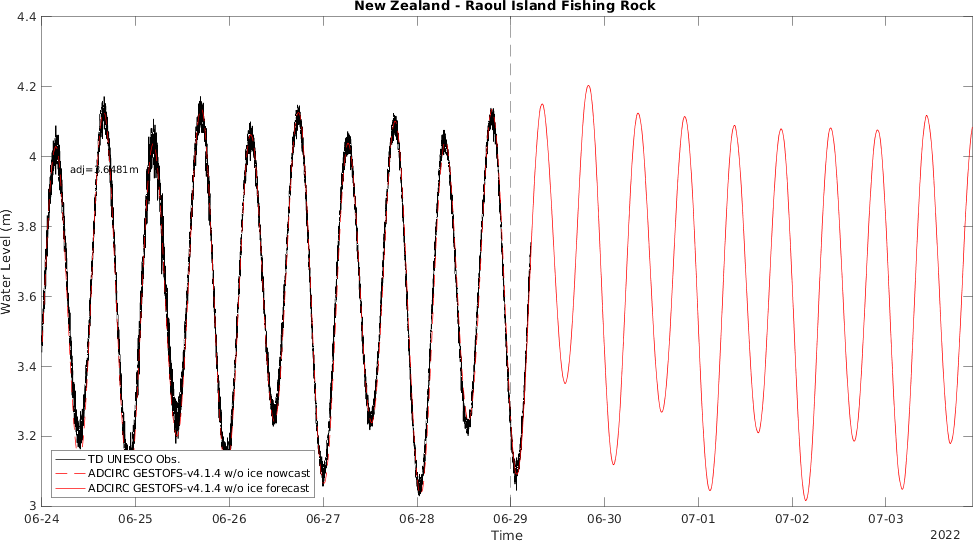 New Zealand - Raoul Island Fishing Rock
4.4
4.2
4
3.8
3.6
3.4
3.2
3
Water Level (m)
adj=3.6481m
TD UNESCO Obs.
ADCIRC GESTOFS-v4.1.4 w/o ice nowcast
ADCIRC GESTOFS-v4.1.4 w/o ice forecast
06-24 06-25 06-26 06-27 06-28 06-29 06-30 07-01 07-02 07-03
Time
2022